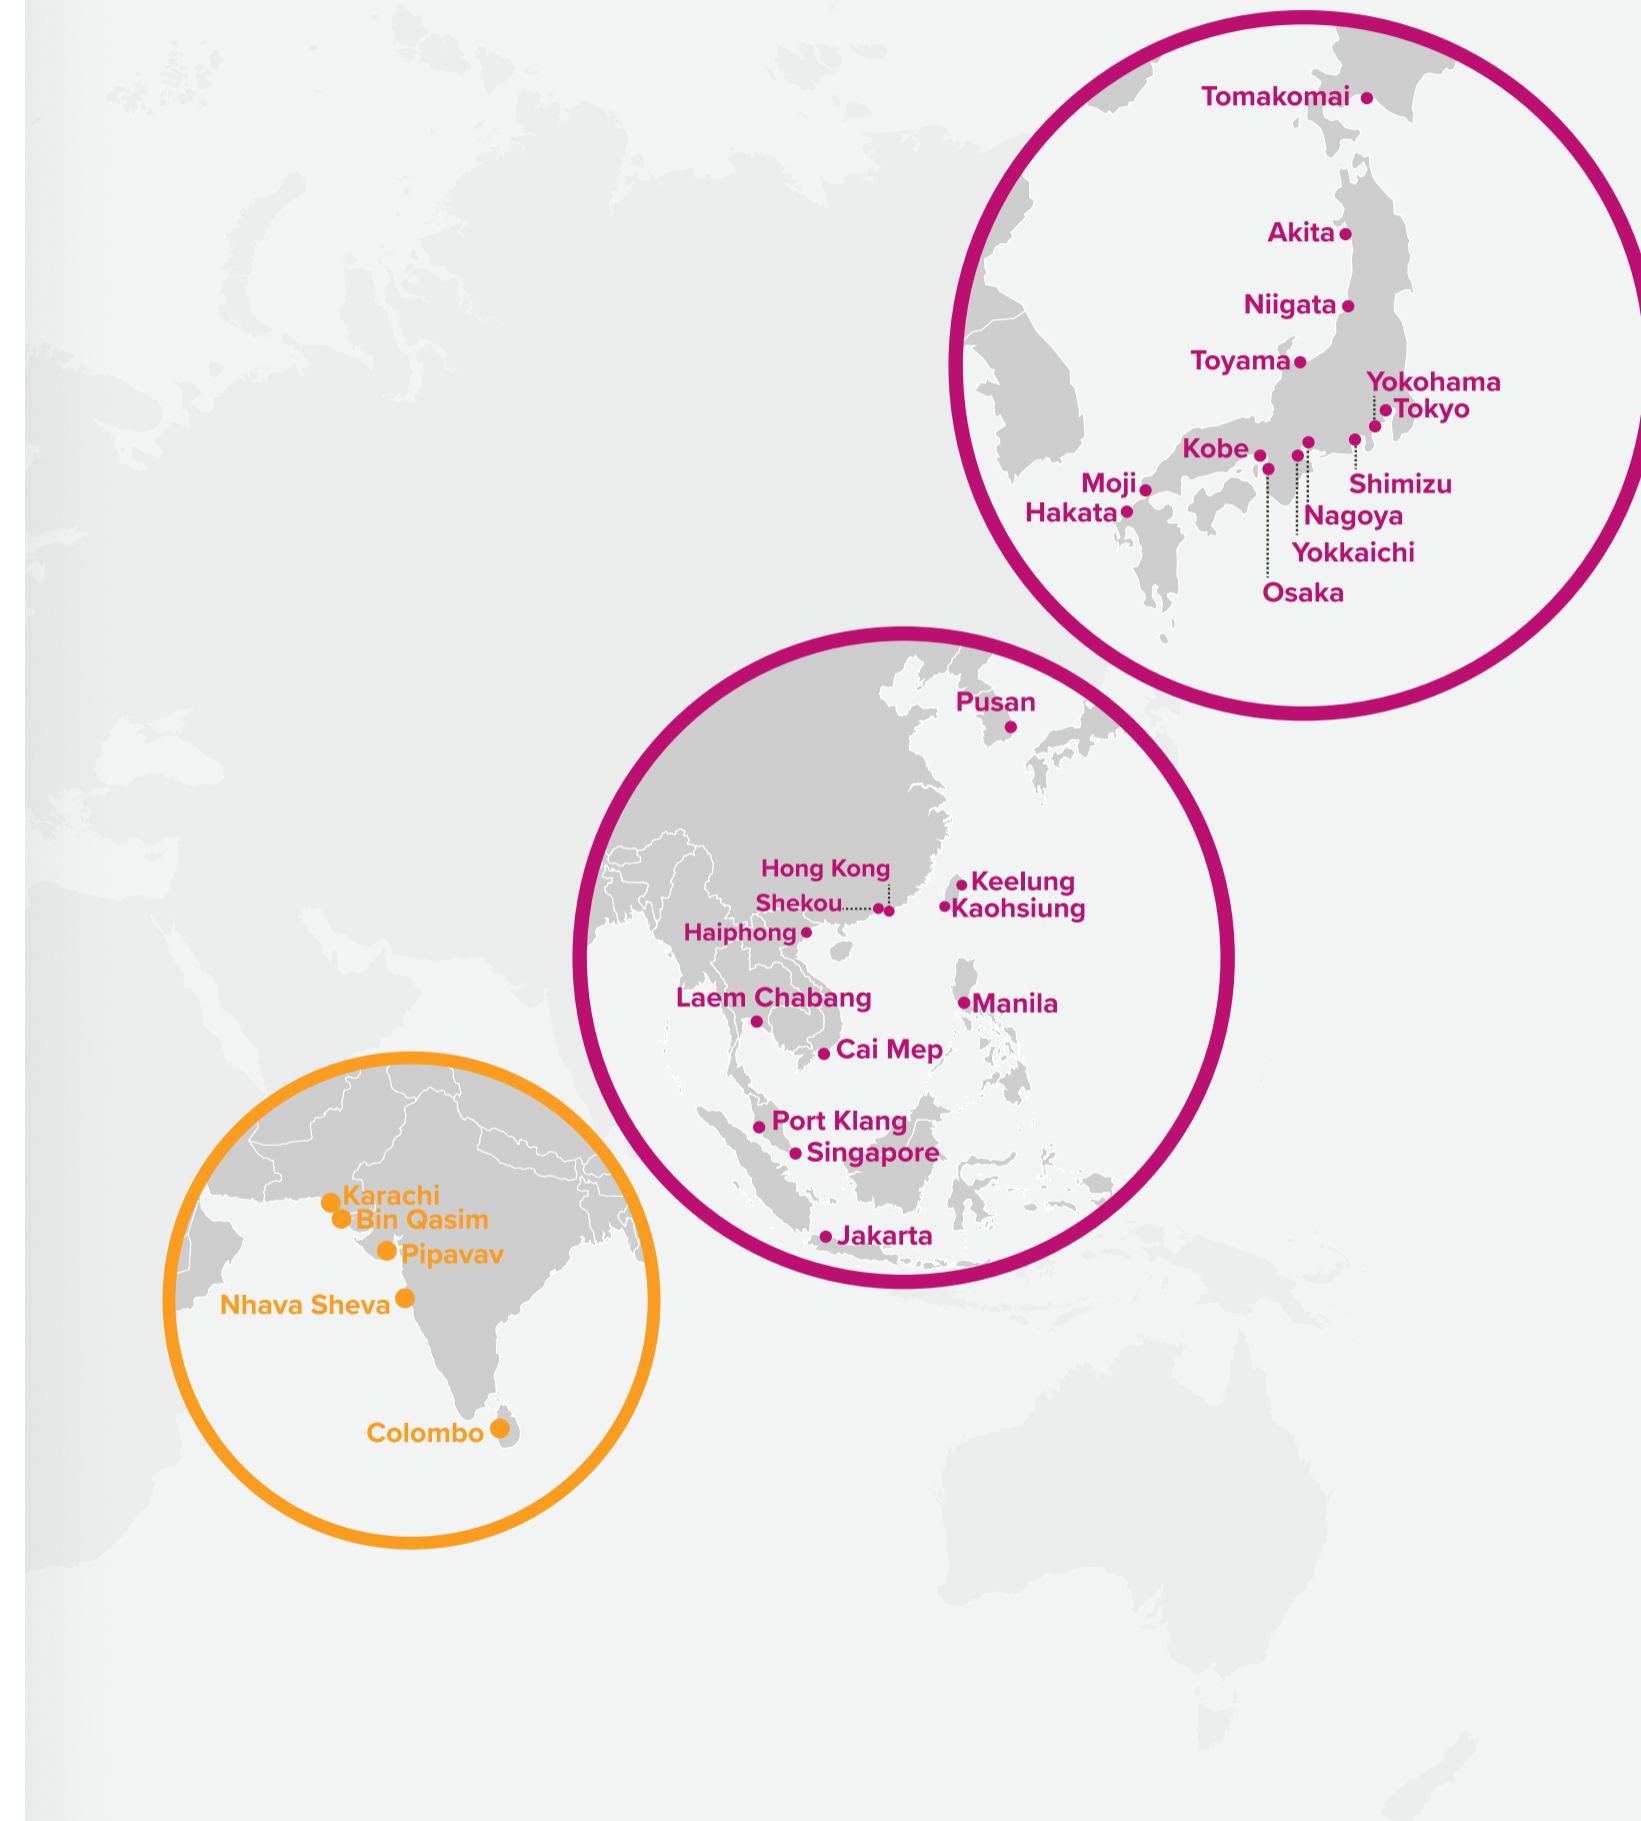 Tomakomai
Akita
Niigata
Toyama
Yokohama
Tokyo
Kobe
Moji
Shimizu
Hakata
Nagoya
Yokkaichi
Osaka
Pusan
Hong Kong
Keelung
Shekou
Kaohsiung
Haiphong
Laem Chabang
Manila
Cai Mep
Port Klang
Singapore
Jakarta
Karachi
Bin Qasim
Pipavav
Nhava Sheva
Colombo